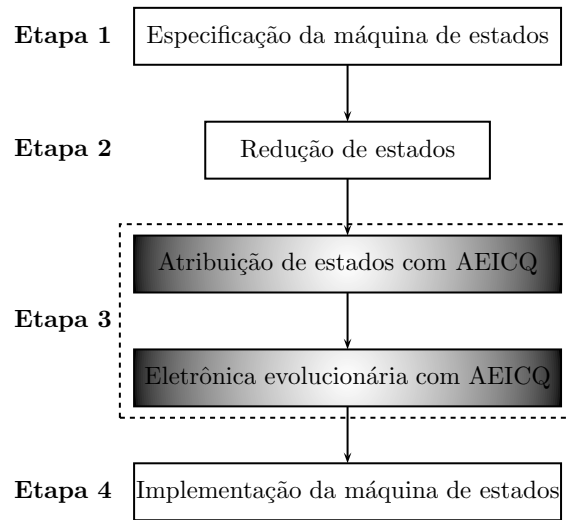 Etapa 1 Especificação da máquina de estados
Etapa 2 Redução de estados
Atribuição de estados com AEICQ
Etapa 3
Eletrônica evolucionária com AEICQ
Etapa 4 Implementação da máquina de estados